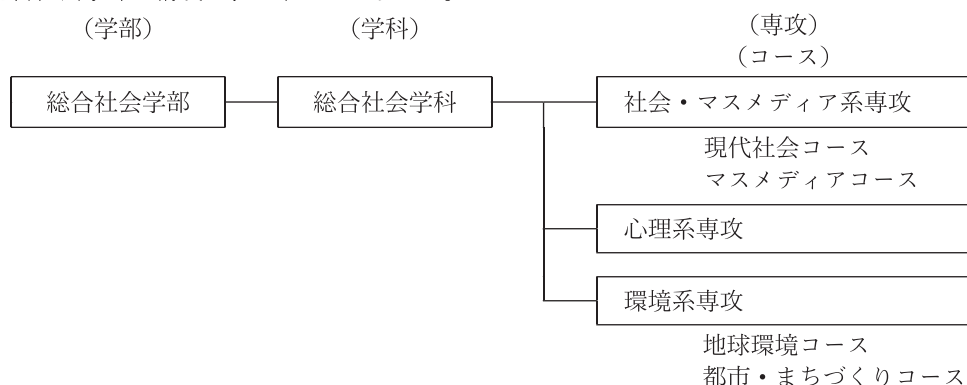 (学部) (学科) (専攻)
(コース)
総合社会学部 総合社会学科 社会・マスメディア系専攻
現代社会コース
マスメディアコース
心理系専攻
環境系専攻
地球環境コース
都市・まちづくりコース